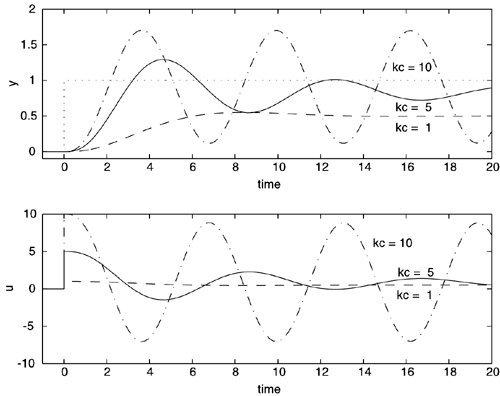 2
1.5
1
0.5
0
y
kc = 10
kc = 5
kc = 1
0 2 4 6 8 10 12 14 16 18 20
time
10
5
0
-5
-10
u
kc = 10
kc = 5
kc = 1
0 2 4 6 8 10 12 14 16 18 20
time